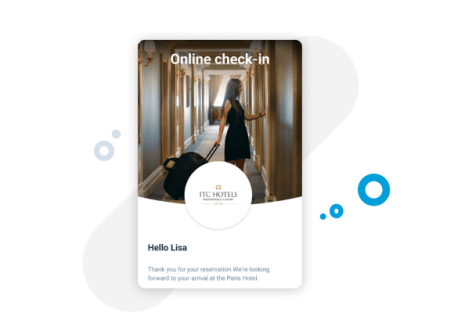 Online check-in
ITC HOTELS
Hello Lisa
Thank you for your reservation.We're looking
forward to your arrival at the Paris Hotel.